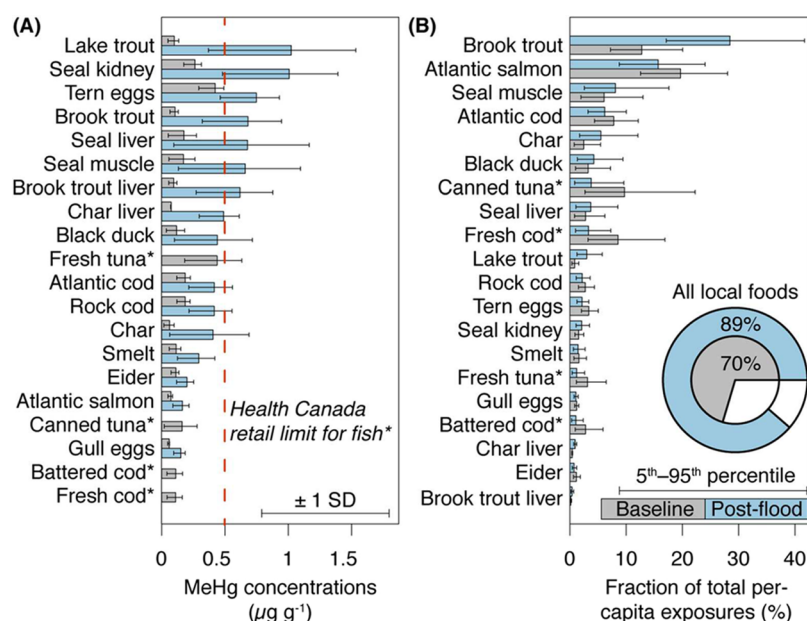 (A)
Lake trout
Seal kidney
Tern eggs
Brook trout
Seal liver
Seal muscle
Brook trout liver
Char liver
Black duck
Fresh tuna*
Atlantic cod
Rock cod
Char
Smelt
Eider
Atlantic salmon
Canned tuna*
Gull eggs
Battered cod*
Fresh cod*
Health Canada
retail limit for fish*
± 1 SD
0 0.5 1 1.5
MeHg concentrations
(µg g-1)
(B)
Brook trout
Atlantic salmon
Seal muscle
Atlantic cod
Char
Black duck
Canned tuna*
Seal liver
Fresh cod*
Lake trout
Rock cod
Tern eggs
Seal kidney
Smelt
Fresh tuna*
Gull eggs
Battered cod*
Char liver
Eider
Brook trout liver
All local foods
89%
70%
5th–95th percentile
Baseline Post-flood
0 10 20 30 40
Fraction of total per-
capita exposures (%)